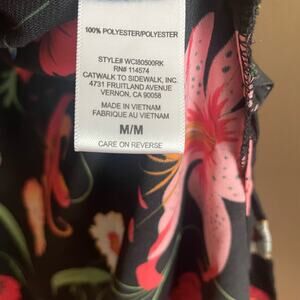 100% POLYESTER/POLYESTER
STYLE# WCI80500RK
RN# 114574
CATWALK TO SIDEWALK, INC.
4731 FRUITLAND AVENUE
VERNON, CA 90058
MADE IN VIETNAM
FABRIQUE AU VIETNAM
M/M
CARE ON REVERSE